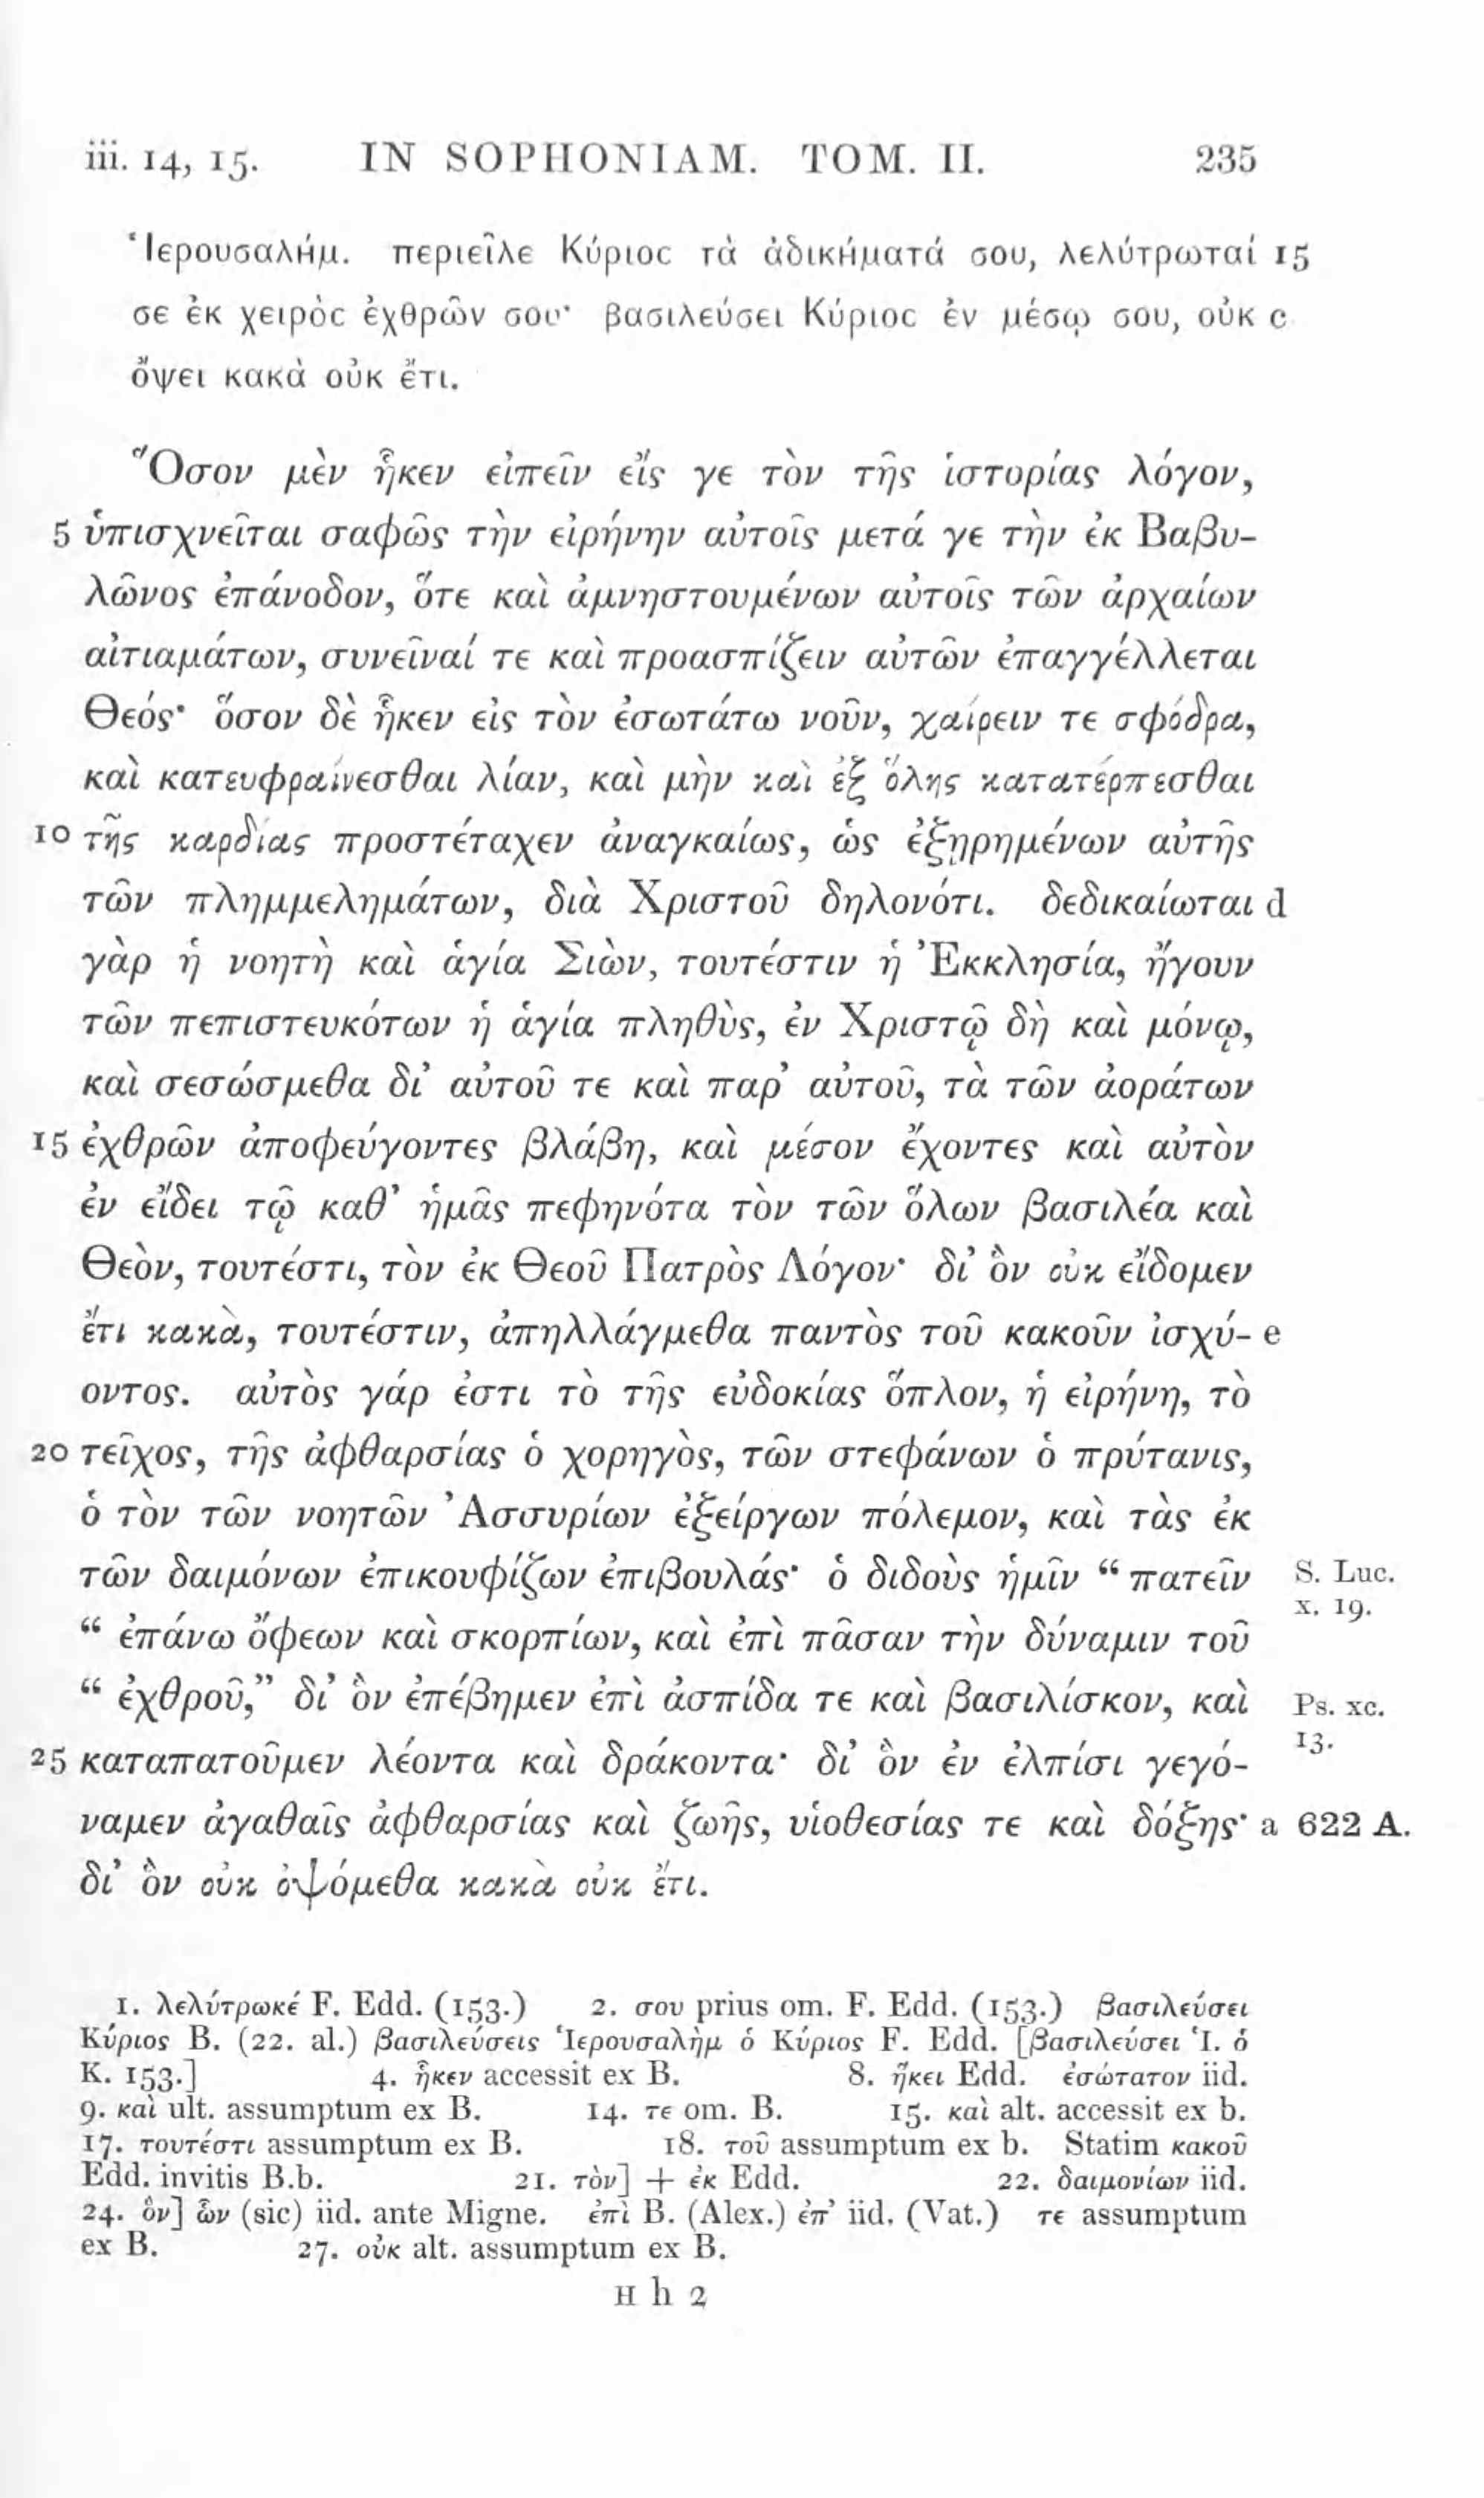 iii. 14, 15. IN SOPHONIAM. TOM. II. 235
Ἱερουσαλήμ. περιεῖλε Κύριος τὰ ἀδικήματά σου, λελύτρωταί 15
σε ἐκ χειρὸς ἐχθρῶν σου· βασιλεύσει Κύριος ἐν μέσῳ σου, οὐκ c
ὄψει κακὰ οὐκ ἔτι.
Ὅσον μὲν ἧκεν εἰπεῖν εἴς γε τὸν τῆς ἱστορίας λόγον,
5 ὑπισχνεῖται σαφῶς τὴν εἰρήνην αὐτοῖς μετά γε τὴν ἐκ Βαβυ-
λῶνος ἐπάνοδον, ὅτε καὶ ἀμνηστουμένων αὐτοῖς τῶν ἀρχαίων
αἰτιαμάτων, συνεῖναί τε καὶ προασπίζειν αὐτῶν ἐπαγγέλλεται
Θεός· ὅσον δὲ ἧκεν εἰς τὸν ἐσωτάτω νοῦν, χαίρειν τε σφόδρα,
καὶ κατευφραίνεσθαι λίαν, καὶ μὴν καὶ ἐξ ὅλης κατατέρπεσθαι
10 τῆς καρδίας προστέταχεν ἀναγκαίως, ὡς ἐξῃρημένων αὐτῆς
τῶν πλημμελημάτων, διὰ Χριστοῦ δηλονότι. δεδικαίωται d
γὰρ ἡ νοητὴ καὶ ἁγία Σιὼν, τουτέστιν ἡ Ἐκκλησία, ἤγουν
τῶν πεπιστευκότων ἡ ἁγία πληθὺς, ἐν Χριστῷ δὴ καὶ μόνῳ,
καὶ σεσώσμεθα δι’ αὐτοῦ τε καὶ παρ’ αὐτοῦ, τὰ τῶν ἀοράτων
15 ἐχθρῶν ἀποφεύγοντες βλάβη, καὶ μέσον ἔχοντες καὶ αὐτὸν
ἐν εἴδει τῷ καθ’ ἡμᾶς πεφηνότα τὸν τῶν ὅλων βασιλέα καὶ
Θεὸν, τουτέστι, τὸν ἐκ Θεοῦ Πατρὸς Λόγον· δι’ ὃν οὐκ εἴδομεν
ἔτι κακὰ, τουτέστιν, ἀπηλλάγμεθα παντὸς τοῦ κακοῦν ἰσχύ- e
οντος. αὐτὸς γάρ ἐστι τὸ τῆς εὐδοκίας ὅπλον, ἡ εἰρήνη, τὸ
20 τεῖχος, τῆς ἀφθαρσίας ὁ χορηγὸς, τῶν στεφάνων ὁ πρύτανις,
ὁ τὸν τῶν νοητῶν Ἀσσυρίων ἐξείργων πόλεμον, καὶ τὰς ἐκ
τῶν δαιμόνων ἐπικουφίζων ἐπιβουλάς· ὁ διδοὺς ἡμῖν “ πατεῖν S. Luc.
x. 19.
“ ἐπάνω ὄφεων καὶ σκορπίων, καὶ ἐπὶ πᾶσαν τὴν δύναμιν τοῦ
“ ἐχθροῦ,” δι’ ὃν ἐπέβημεν ἐπὶ ἀσπίδα τε καὶ βασιλίσκον, καὶ Ps. xc.
13.
25 καταπατοῦμεν λέοντα καὶ δράκοντα· δι’ ὃν ἐν ἐλπίσι γεγό-
ναμεν ἀγαθαῖς ἀφθαρσίας καὶ ζωῆς, υἱοθεσίας τε καὶ δόξης· a 622 A.
δι’ ὃν οὐκ ὀψόμεθα κακὰ οὐκ ἔτι.
1. λελύτρωκέ F. Edd. (153.) 2. σου prius om. F. Edd. (153.) βασιλεύσει
Κύριος B. (22. al.) βασιλεύσεις Ἱερουσαλὴμ ὁ Κύριος F. Edd. [βασιλεύσει Ἱ. ὁ
K. 153.] 4. ἧκεν accessit ex B. 8. ἥκει Edd. ἐσώτατον iid.
9. καὶ ult. assumptum ex B. 14. τε om. B. 15. καὶ alt. accessit ex b.
17. τουτέστι assumptum ex B. 18. τοῦ assumptum ex b. Statim κακοῦ
Edd. invitis B.b. 21. τὸν] + ἐκ Edd. 22. δαιμονίων iid.
24. ὃν] ὧν (sic) iid. ante Migne. ἐπὶ B. (Alex.) ἐπ’ iid. (Vat.) τε assumptum
ex B. 27. οὐκ alt. assumptum ex B.
H h 2